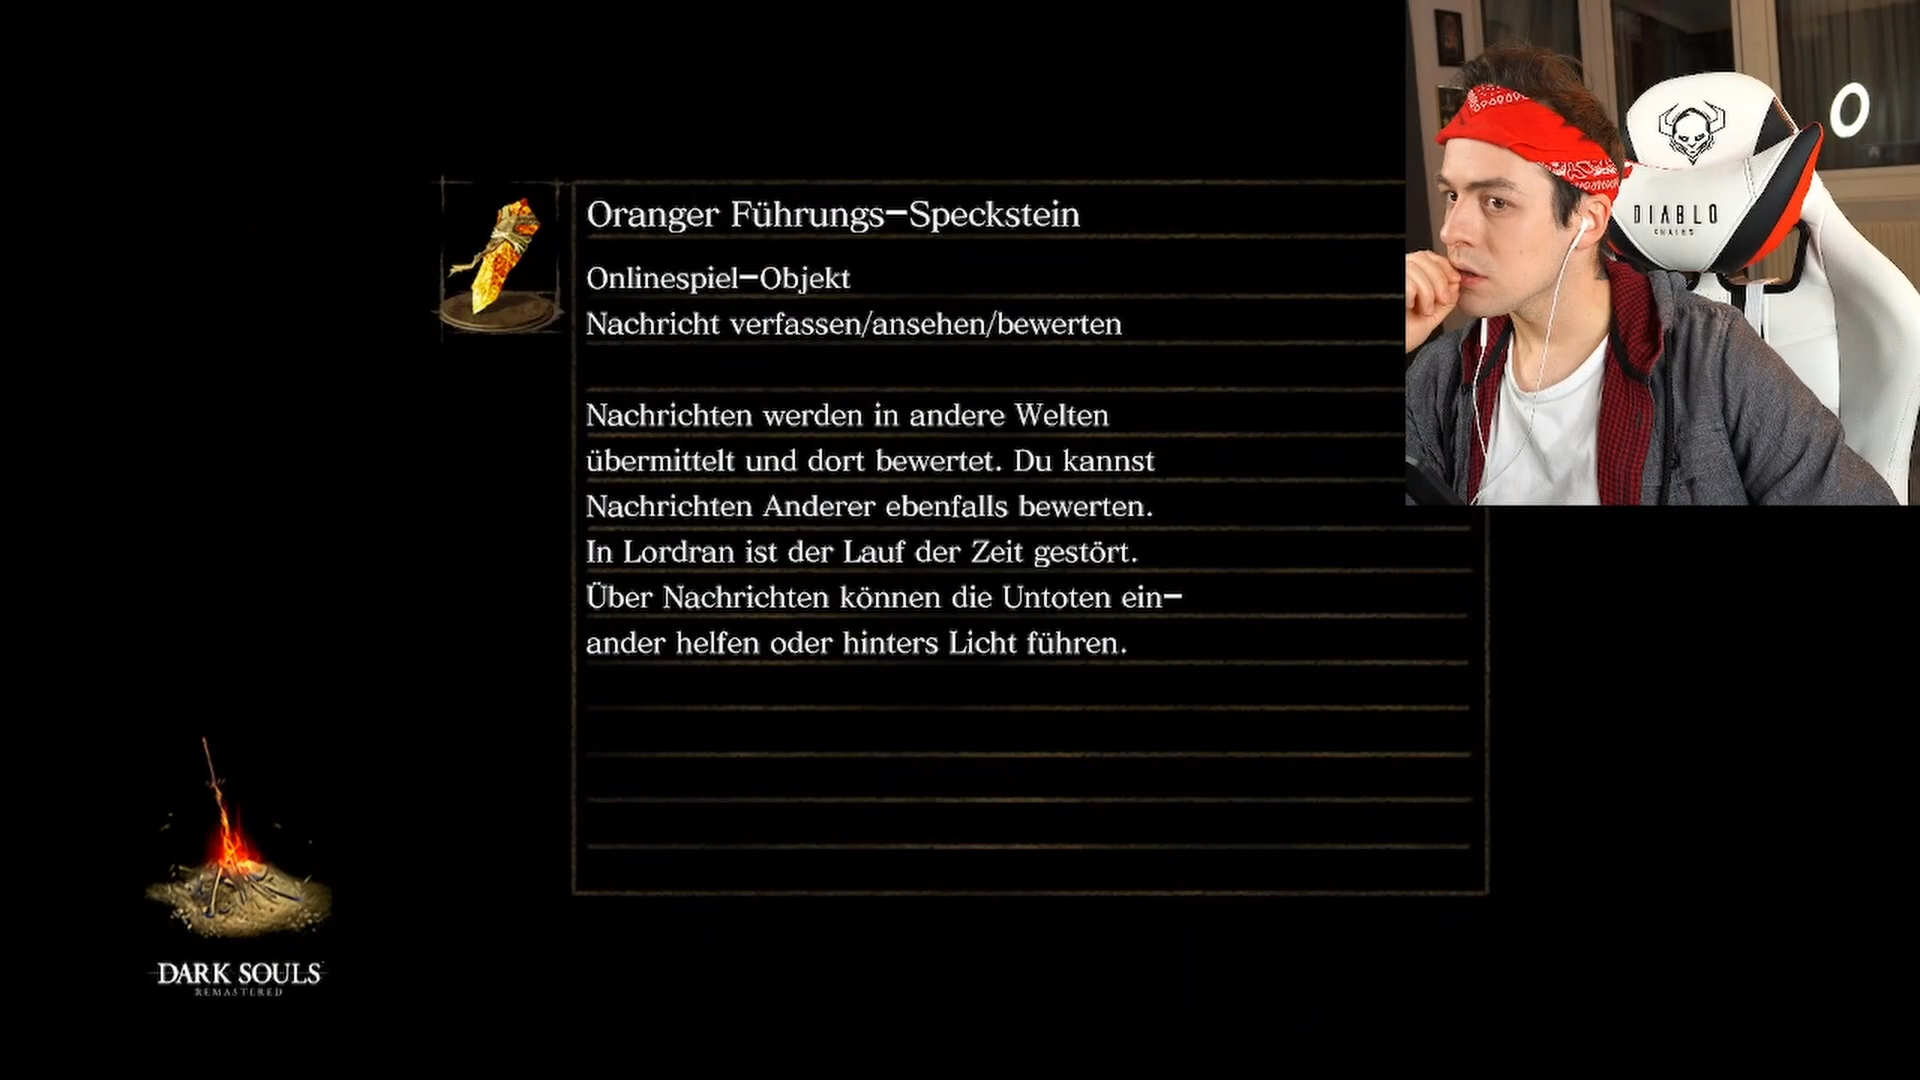 Oranger Führungs-Speckstein
Onlinespiel-Objekt
Nachricht verfassen/ansehen/bewerten
Nachrichten werden in andere Welten
übermittelt und dort bewertet. Du kannst
Nachrichten Anderer ebenfalls bewerten.
In Lordran ist der Lauf der Zeit gestört.
Über Nachrichten können die Untoten ein-
ander helfen oder hinters Licht führen.
DIABLO
CHAIRS
DARK SOULS
REMASTERED